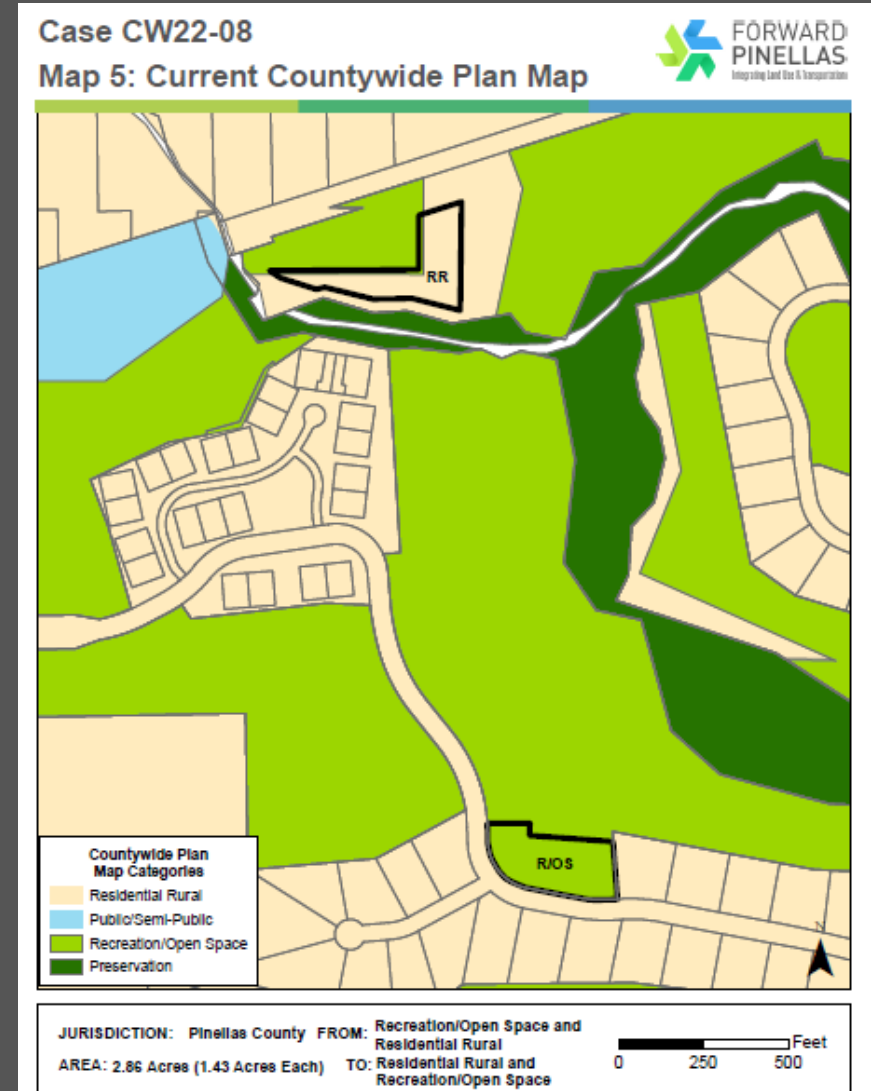 Case CW22-08
Map 5: Current Countywide Plan Map
FORWARD
PINELLAS
Integrating Land Use & Transportation
RR
R/OS
Countywide Plan
Map Categories
Residential Rural
Public/Semi-Public
Recreation/Open Space
Preservation
N
JURISDICTION: Pinellas County FROM: Recreation/Open Space and
Residential Rural
AREA: 2.86 Acres (1.43 Acres Each) TO: Residential Rural and
Recreation/Open Space
Feet
0 250 500